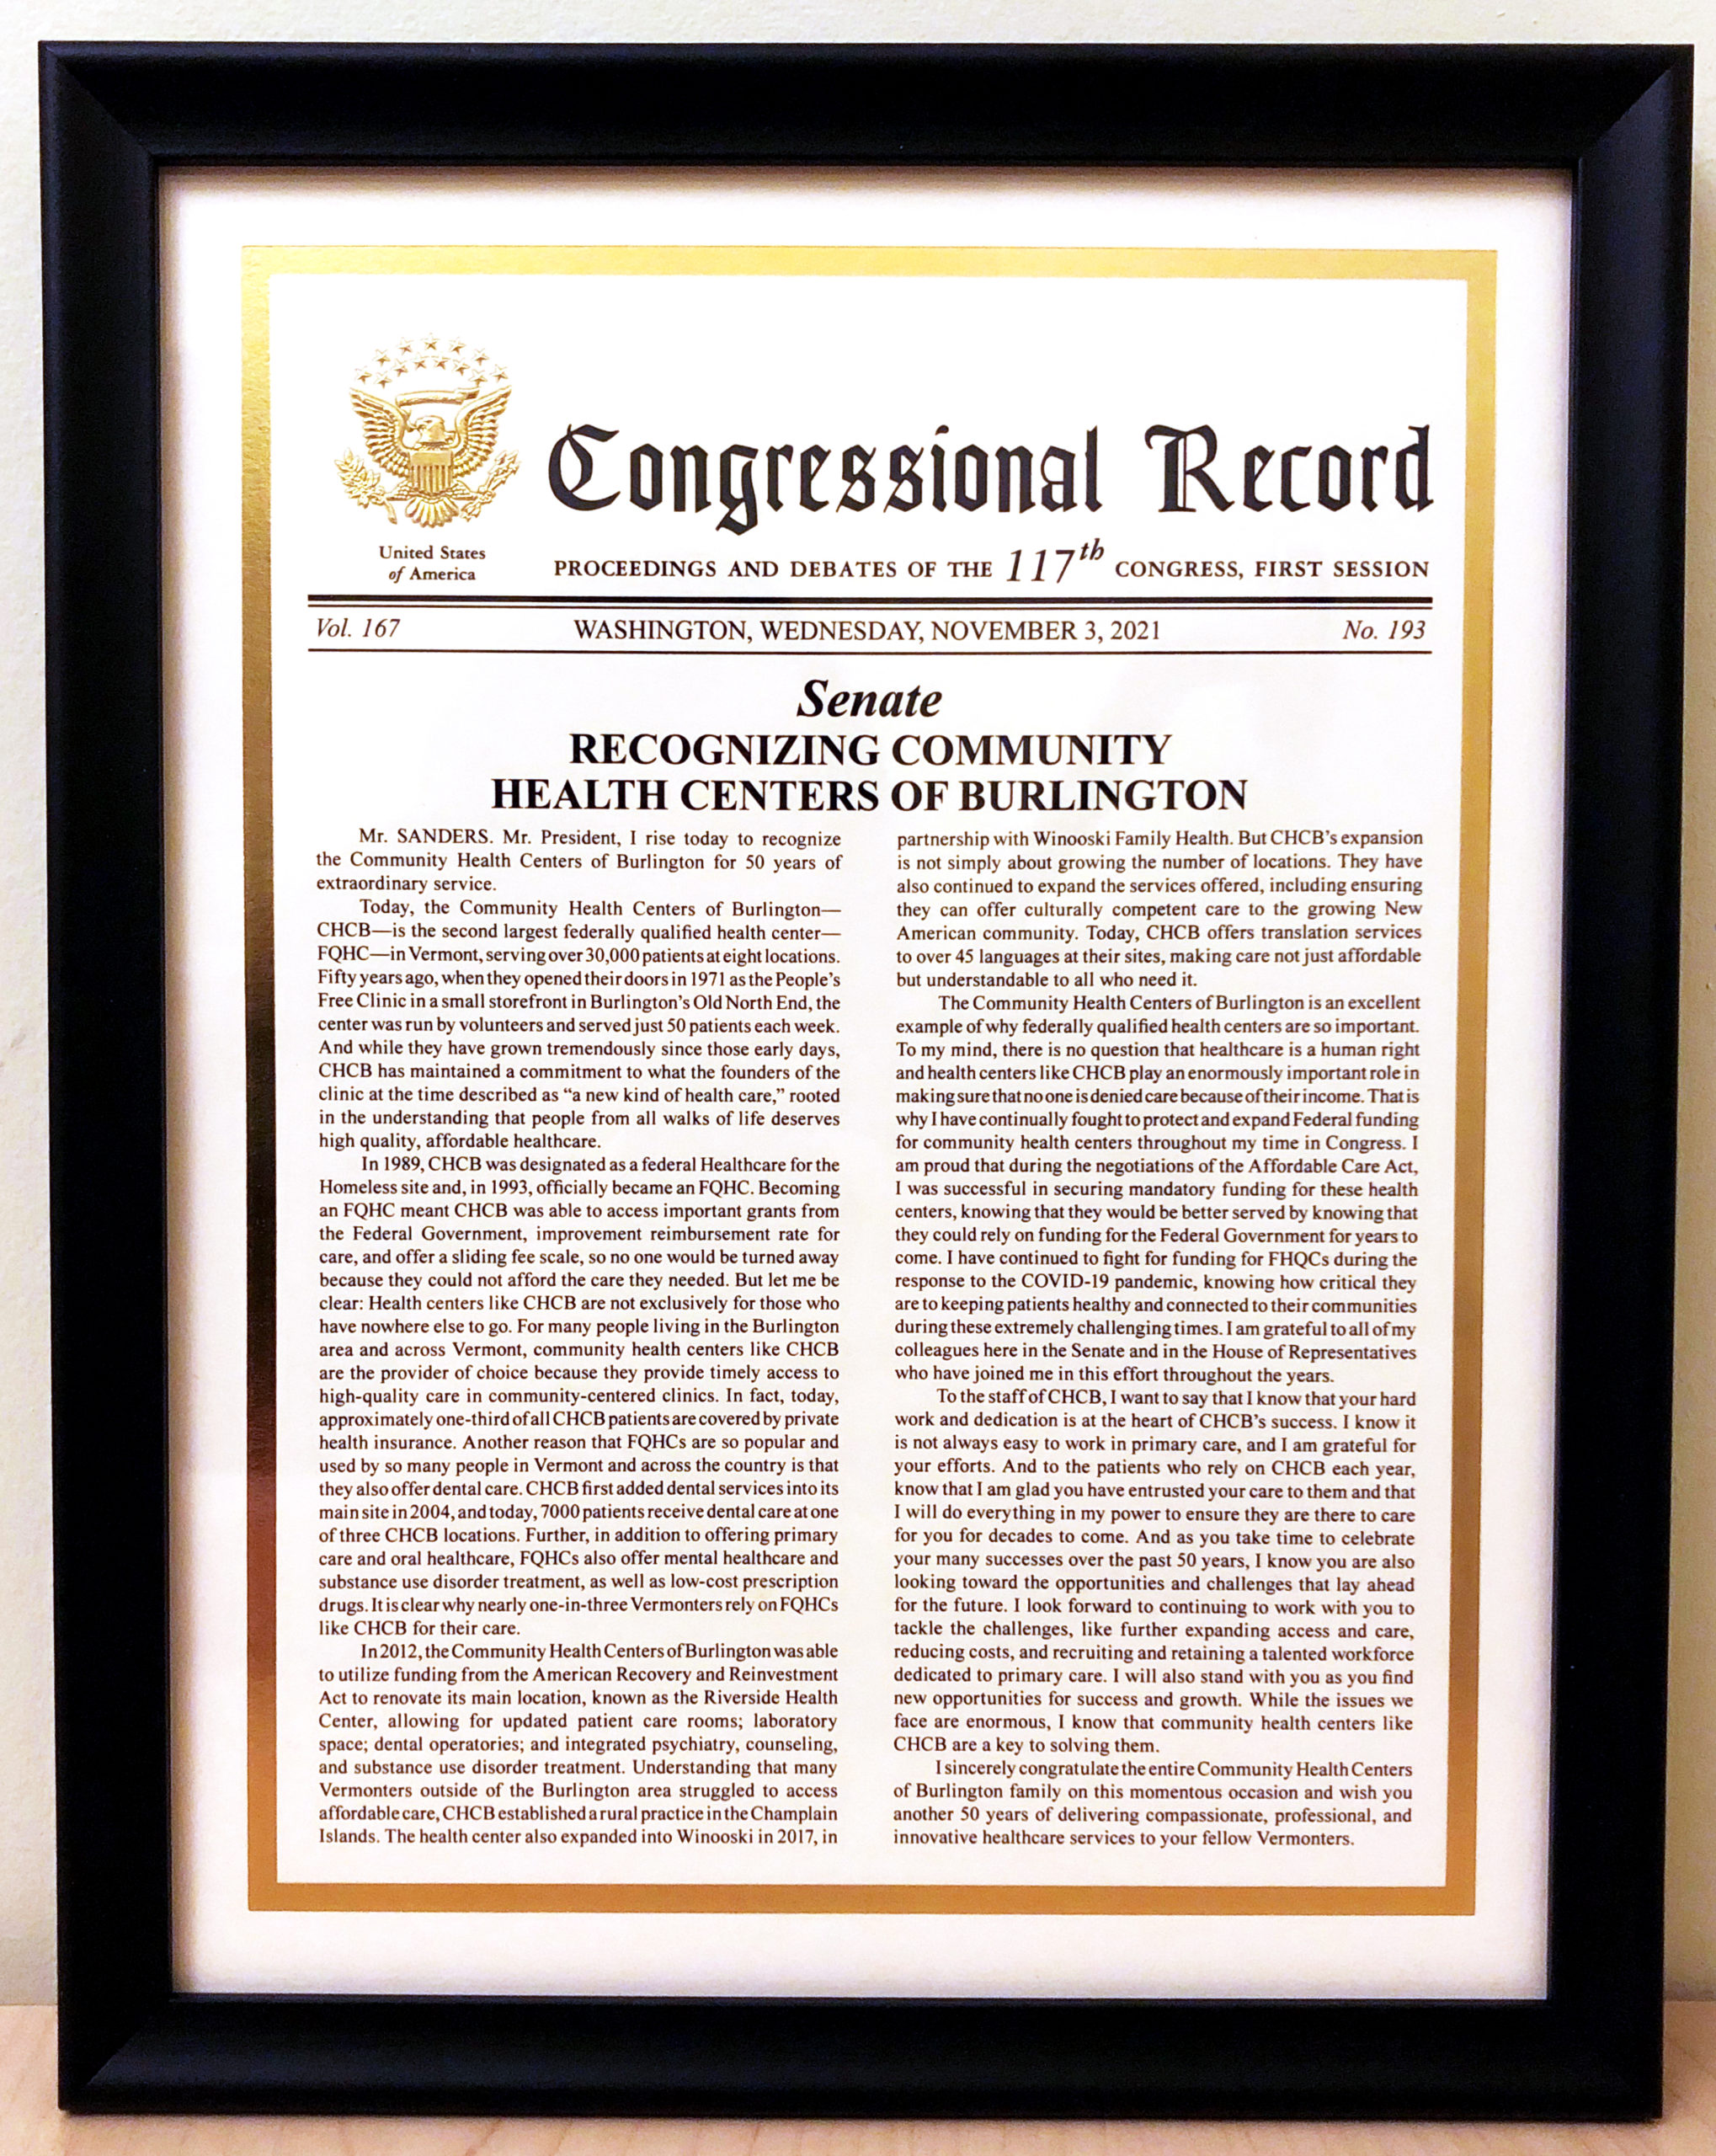 Congressional Record
United States
of America
PROCEEDINGS AND DEBATES OF THE 117th CONGRESS, FIRST SESSION
Vol. 167 WASHINGTON, WEDNESDAY, NOVEMBER 3, 2021 No. 193
Senate
RECOGNIZING COMMUNITY
HEALTH CENTERS OF BURLINGTON
Mr. SANDERS. Mr. President, I rise today to recognize
the Community Health Centers of Burlington for 50 years of
extraordinary service.
Today, the Community Health Centers of Burlington—
CHCB—is the second largest federally qualified health center—
FQHC—in Vermont, serving over 30,000 patients at eight locations.
Fifty years ago, when they opened their doors in 1971 as the People's
Free Clinic in a small storefront in Burlington's Old North End, the
center was run by volunteers and served just 50 patients each week.
And while they have grown tremendously since those early days,
CHCB has maintained a commitment to what the founders of the
clinic at the time described as “a new kind of health care,” rooted
in the understanding that people from all walks of life deserves
high quality, affordable healthcare.
In 1989, CHCB was designated as a federal Healthcare for the
Homeless site and, in 1993, officially became an FQHC. Becoming
an FQHC meant CHCB was able to access important grants from
the Federal Government, improvement reimbursement rate for
care, and offer a sliding fee scale, so no one would be turned away
because they could not afford the care they needed. But let me be
clear: Health centers like CHCB are not exclusively for those who
have nowhere else to go. For many people living in the Burlington
area and across Vermont, community health centers like CHCB
are the provider of choice because they provide timely access to
high-quality care in community-centered clinics. In fact, today,
approximately one-third of all CHCB patients are covered by private
health insurance. Another reason that FQHCs are so popular and
used by so many people in Vermont and across the country is that
they also offer dental care. CHCB first added dental services into its
main site in 2004, and today, 7000 patients receive dental care at one
of three CHCB locations. Further, in addition to offering primary
care and oral healthcare, FQHCs also offer mental healthcare and
substance use disorder treatment, as well as low-cost prescription
drugs. It is clear why nearly one-in-three Vermonters rely on FQHCs
like CHCB for their care.
In 2012, the Community Health Centers of Burlington was able
to utilize funding from the American Recovery and Reinvestment
Act to renovate its main location, known as the Riverside Health
Center, allowing for updated patient care rooms; laboratory
space; dental operatories; and integrated psychiatry, counseling,
and substance use disorder treatment. Understanding that many
Vermonters outside of the Burlington area struggled to access
affordable care, CHCB established a rural practice in the Champlain
Islands. The health center also expanded into Winooski in 2017, in
partnership with Winooski Family Health. But CHCB's expansion
is not simply about growing the number of locations. They have
also continued to expand the services offered, including ensuring
they can offer culturally competent care to the growing New
American community. Today, CHCB offers translation services
to over 45 languages at their sites, making care not just affordable
but understandable to all who need it.
The Community Health Centers of Burlington is an excellent
example of why federally qualified health centers are so important.
To my mind, there is no question that healthcare is a human right
and health centers like CHCB play an enormously important role in
making sure that no one is denied care because of their income. That is
why I have continually fought to protect and expand Federal funding
for community health centers throughout my time in Congress. I
am proud that during the negotiations of the Affordable Care Act,
I was successful in securing mandatory funding for these health
centers, knowing that they would be better served by knowing that
they could rely on funding for the Federal Government for years to
come. I have continued to fight for funding for FHQCs during the
response to the COVID-19 pandemic, knowing how critical they
are to keeping patients healthy and connected to their communities
during these extremely challenging times. I am grateful to all of my
colleagues here in the Senate and in the House of Representatives
who have joined me in this effort throughout the years.
To the staff of CHCB, I want to say that I know that your hard
work and dedication is at the heart of CHCB's success. I know it
is not always easy to work in primary care, and I am grateful for
your efforts. And to the patients who rely on CHCB each year,
know that I am glad you have entrusted your care to them and that
I will do everything in my power to ensure they are there to care
for you for decades to come. And as you take time to celebrate
your many successes over the past 50 years, I know you are also
looking toward the opportunities and challenges that lay ahead
for the future. I look forward to continuing to work with you to
tackle the challenges, like further expanding access and care,
reducing costs, and recruiting and retaining a talented workforce
dedicated to primary care. I will also stand with you as you find
new opportunities for success and growth. While the issues we
face are enormous, I know that community health centers like
CHCB are a key to solving them.
I sincerely congratulate the entire Community Health Centers
of Burlington family on this momentous occasion and wish you
another 50 years of delivering compassionate, professional, and
innovative healthcare services to your fellow Vermonters.